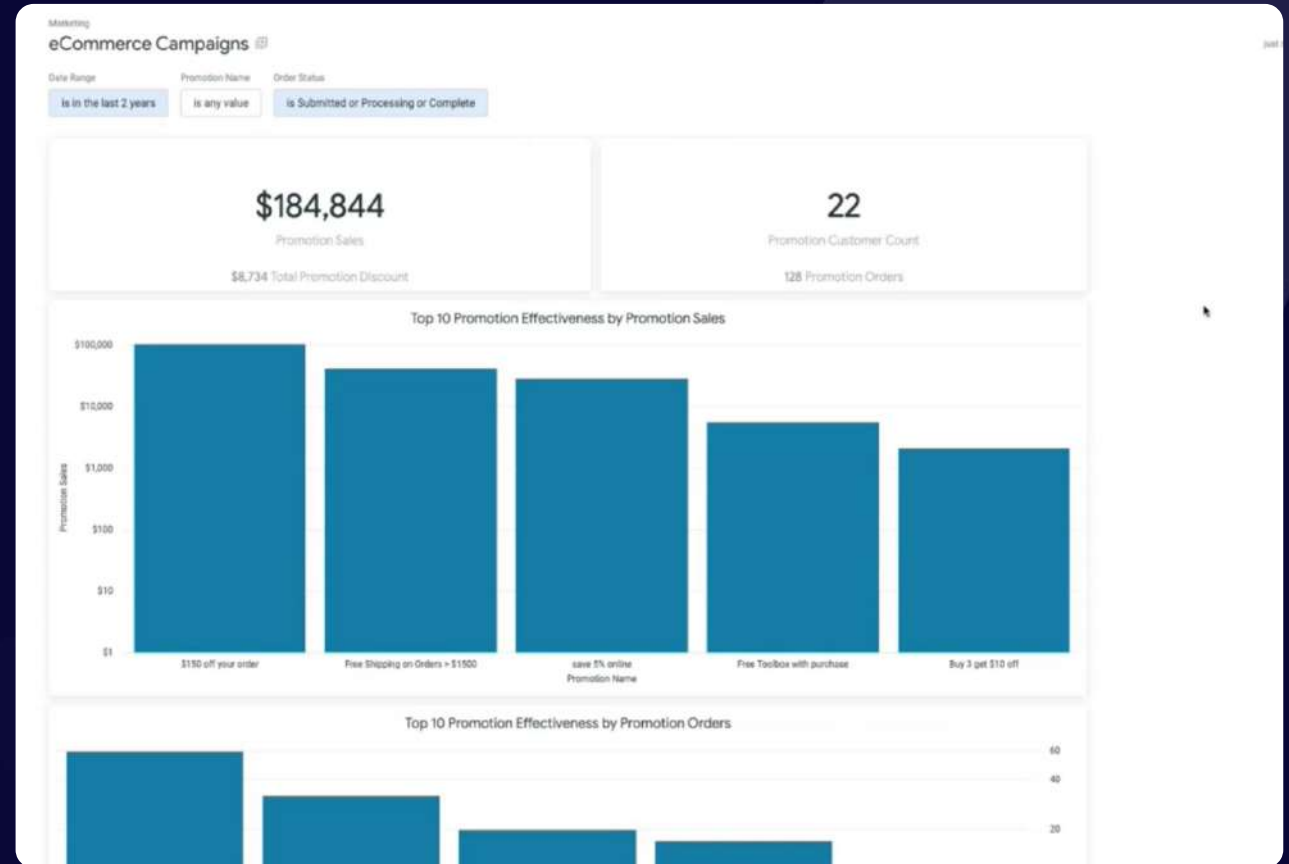 Marketing
eCommerce Campaigns
Date Range Promotion Name Order Status
is in the last 2 years is any value is Submitted or Processing or Complete
$184,844
Promotion Sales
$8,734 Total Promotion Discount
22
Promotion Customer Count
128 Promotion Orders
Top 10 Promotion Effectiveness by Promotion Sales
Promotion Sales
$100,000
$10,000
$1,000
$100
$10
$1
$150 off your order
Free Shipping on Orders > $1500
save 5% online
Free Toolbox with purchase
Buy 3 get $10 off
Promotion Name
Top 10 Promotion Effectiveness by Promotion Orders
60
40
20